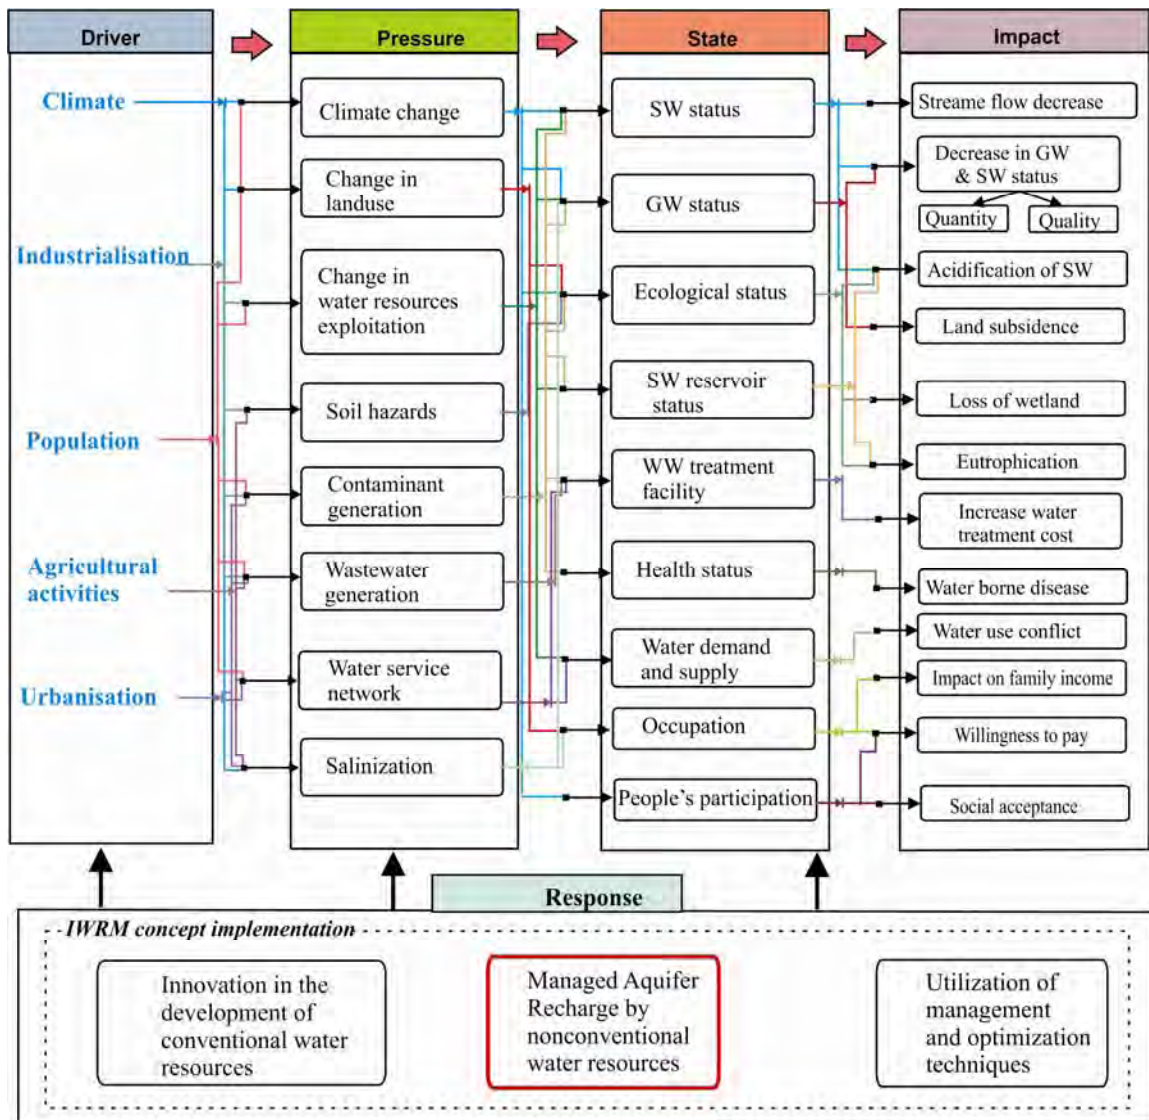 Driver
Pressure
State
Impact
Climate
Industrialisation
Population
Agricultural
activities
Urbanisation
Climate change
Change in
landuse
Change in
water resources
exploitation
Soil hazards
Contaminant
generation
Wastewater
generation
Water service
network
Salinization
SW status
GW status
Ecological status
SW reservoir
status
WW treatment
facility
Health status
Water demand
and supply
Occupation
People's participation
Streame flow decrease
Decrease in GW
& SW status
Quantity
Quality
Acidification of SW
Land subsidence
Loss of wetland
Eutrophication
Increase water
treatment cost
Water borne disease
Water use conflict
Impact on family income
Willingness to pay
Social acceptance
Response
IWRM concept implementation
Innovation in the
development of
conventional water
resources
Managed Aquifer
Recharge by
nonconventional
water resources
Utilization of
management
and optimization
techniques